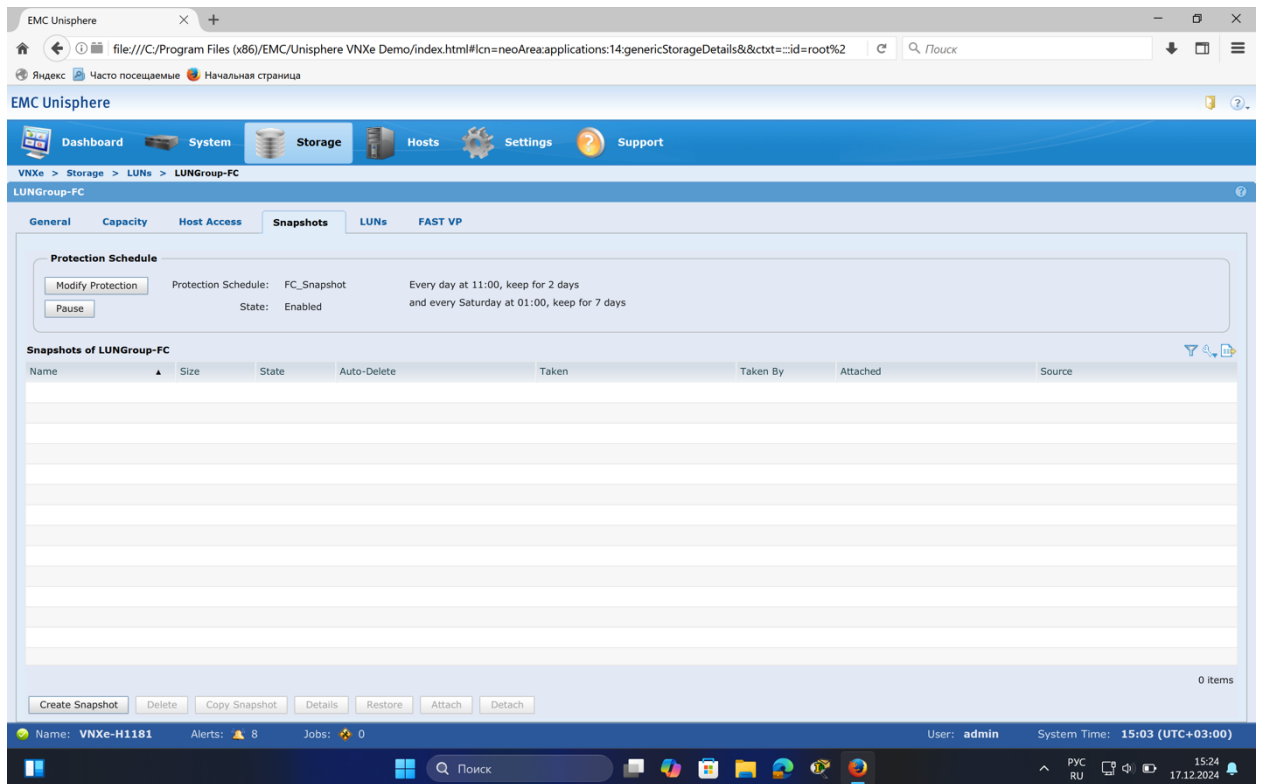 EMC Unisphere
file:///C:/Program Files (x86)/EMC/Unisphere VNXe Demo/index.html#lcn=neoArea:applications:14:genericStorageDetails&&ctxt=:::id=root%2
Поиск
Яндекс Часто посещаемые Начальная страница
EMC Unisphere
Dashboard System Storage Hosts Settings Support
VNXe > Storage > LUNs > LUNGroup-FC
LUNGroup-FC
General Capacity Host Access Snapshots LUNs FAST VP
Protection Schedule
Modify Protection Protection Schedule: FC_Snapshot Every day at 11:00, keep for 2 days
Pause State: Enabled and every Saturday at 01:00, keep for 7 days
Snapshots of LUNGroup-FC
Name Size State Auto-Delete Taken Taken By Attached Source
0 items
Create Snapshot Delete Copy Snapshot Details Restore Attach Detach
Name: VNXe-H1181 Alerts: 8 Jobs: 0 User: admin System Time: 15:03 (UTC+03:00)
Поиск
РУС
RU
15:24
17.12.2024